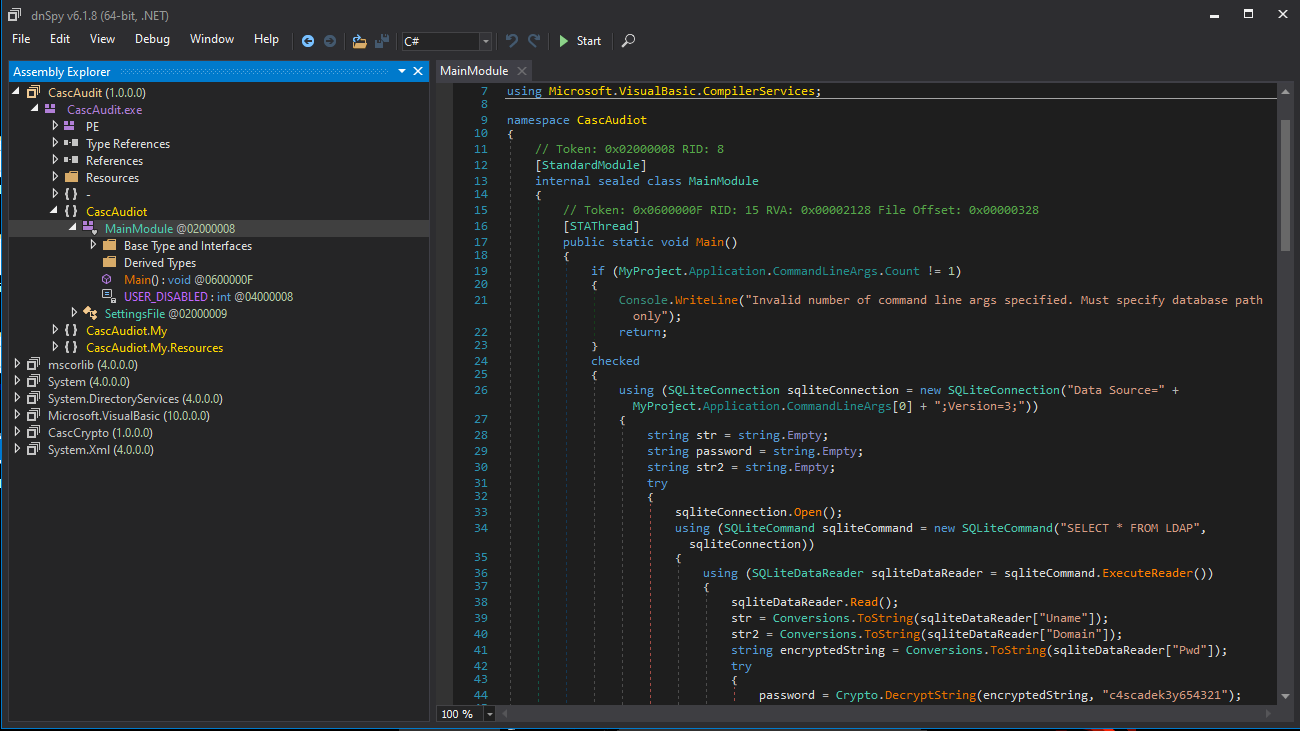 dnSpy v6.1.8 (64-bit, .NET)
File Edit View Debug Window Help C# Start
Assembly Explorer
CascAudit (1.0.0.0)
CascAudit.exe
PE
Type References
References
Resources
{ } -
{ } CascAudiot
MainModule @02000008
Base Type and Interfaces
Derived Types
Main() : void @0600000F
USER_DISABLED : int @04000008
SettingsFile @02000009
{ } CascAudiot.My
{ } CascAudiot.My.Resources
mscorlib (4.0.0.0)
System (4.0.0.0)
System.DirectoryServices (4.0.0.0)
Microsoft.VisualBasic (10.0.0.0)
CascCrypto (1.0.0.0)
System.Xml (4.0.0.0)
MainModule
7 using Microsoft.VisualBasic.CompilerServices;
8
9 namespace CascAudiot
10 {
11 // Token: 0x02000008 RID: 8
12 [StandardModule]
13 internal sealed class MainModule
14 {
15 // Token: 0x0600000F RID: 15 RVA: 0x00002128 File Offset: 0x00000328
16 [STAThread]
17 public static void Main()
18 {
19 if (MyProject.Application.CommandLineArgs.Count != 1)
20 {
21 Console.WriteLine("Invalid number of command line args specified. Must specify database path
only");
22 return;
23 }
24 checked
25 {
26 using (SQLiteConnection sqliteConnection = new SQLiteConnection("Data Source=" +
MyProject.Application.CommandLineArgs[0] + ";Version=3;"))
27 {
28 string str = string.Empty;
29 string password = string.Empty;
30 string str2 = string.Empty;
31 try
32 {
33 sqliteConnection.Open();
34 using (SQLiteCommand sqliteCommand = new SQLiteCommand("SELECT * FROM LDAP",
sqliteConnection))
35 {
36 using (SQLiteDataReader sqliteDataReader = sqliteCommand.ExecuteReader())
37 {
38 sqliteDataReader.Read();
39 str = Conversions.ToString(sqliteDataReader["Uname"]);
40 str2 = Conversions.ToString(sqliteDataReader["Domain"]);
41 string encryptedString = Conversions.ToString(sqliteDataReader["Pwd"]);
42 try
43 {
44 password = Crypto.DecryptString(encryptedString, "c4scadek3y654321");
100 %